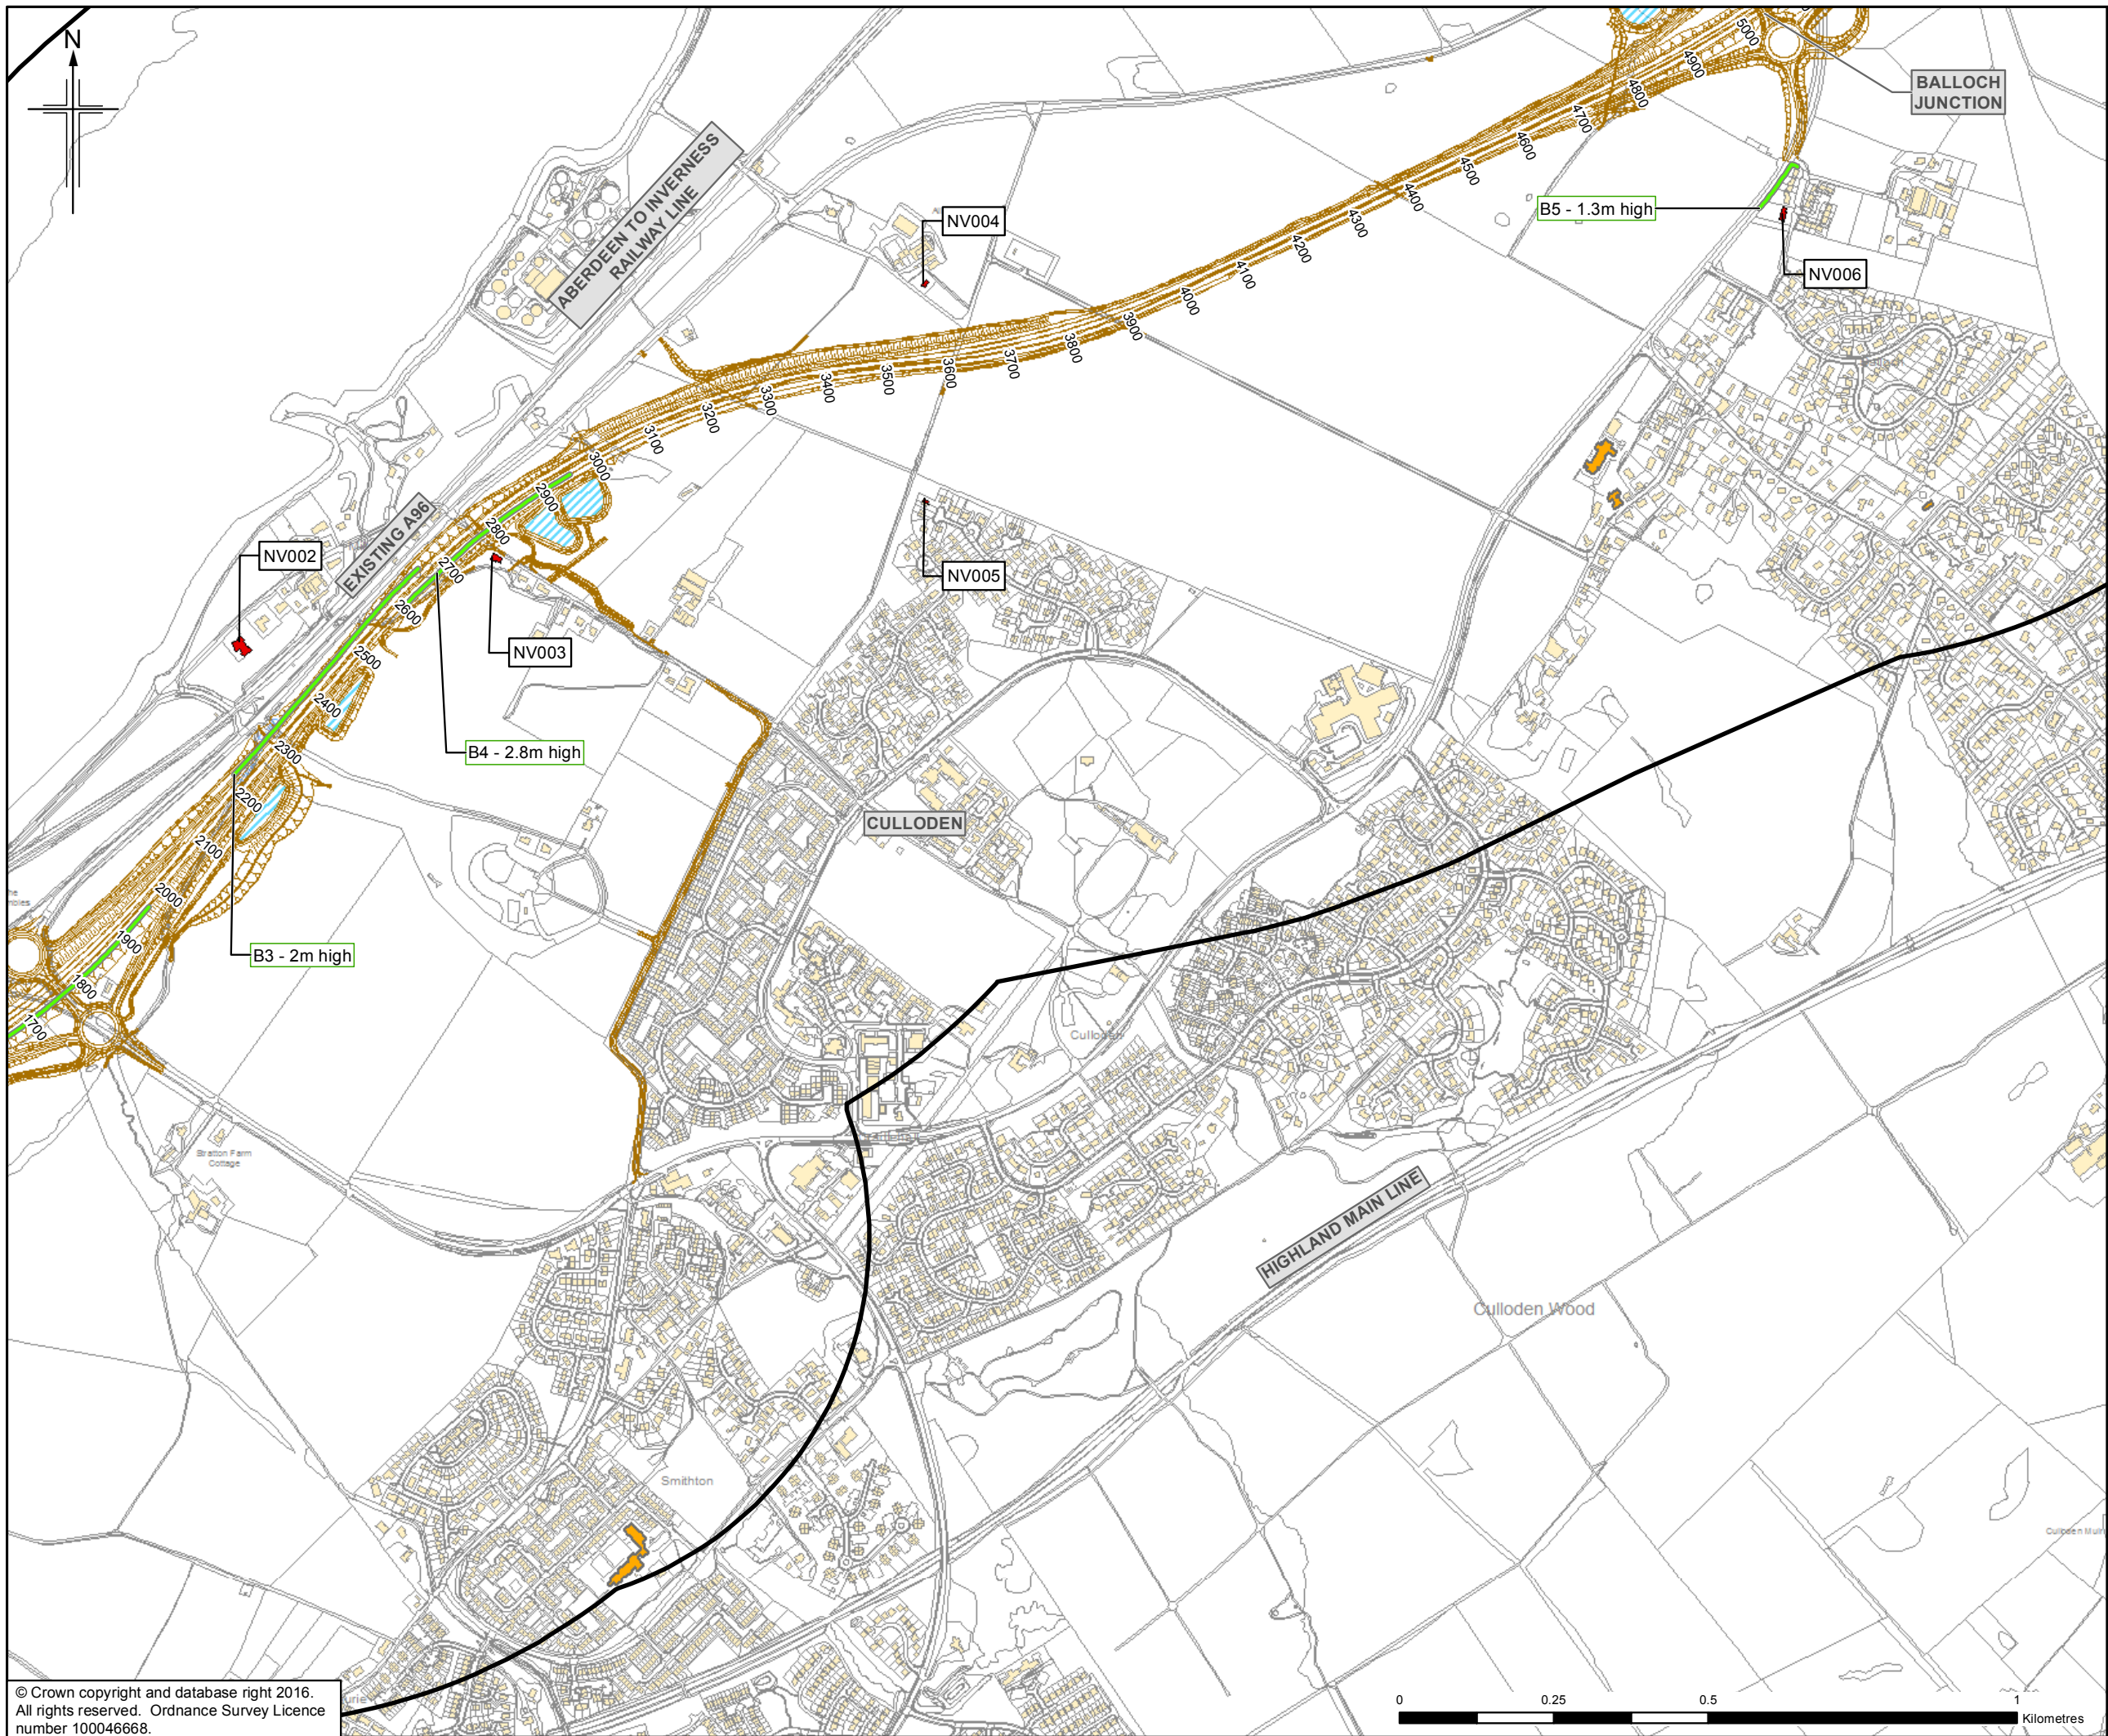 N
BALLOCH
JUNCTION
ABERDEEN TO INVERNESS
RAILWAY LINE
NV004
B5 - 1.3m high
NV006
5000
4900
4800
4700
4600
4500
4400
4300
4200
4100
4000
3900
3800
3700
3600
3500
3400
3300
3200
3100
3000
2900
2800
2700
2600
2500
2400
2300
2200
2100
2000
1900
1800
1700
EXISTING A96
NV002
NV003
NV005
B4 - 2.8m high
CULLODEN
B3 - 2m high
Culloden
Stratton Farm
Cottage
HIGHLAND MAIN LINE
Culloden Wood
Smithton
Culloden Muir
© Crown copyright and database right 2016.
All rights reserved. Ordnance Survey Licence
number 100046668.
0 0.25 0.5 1
Kilometres